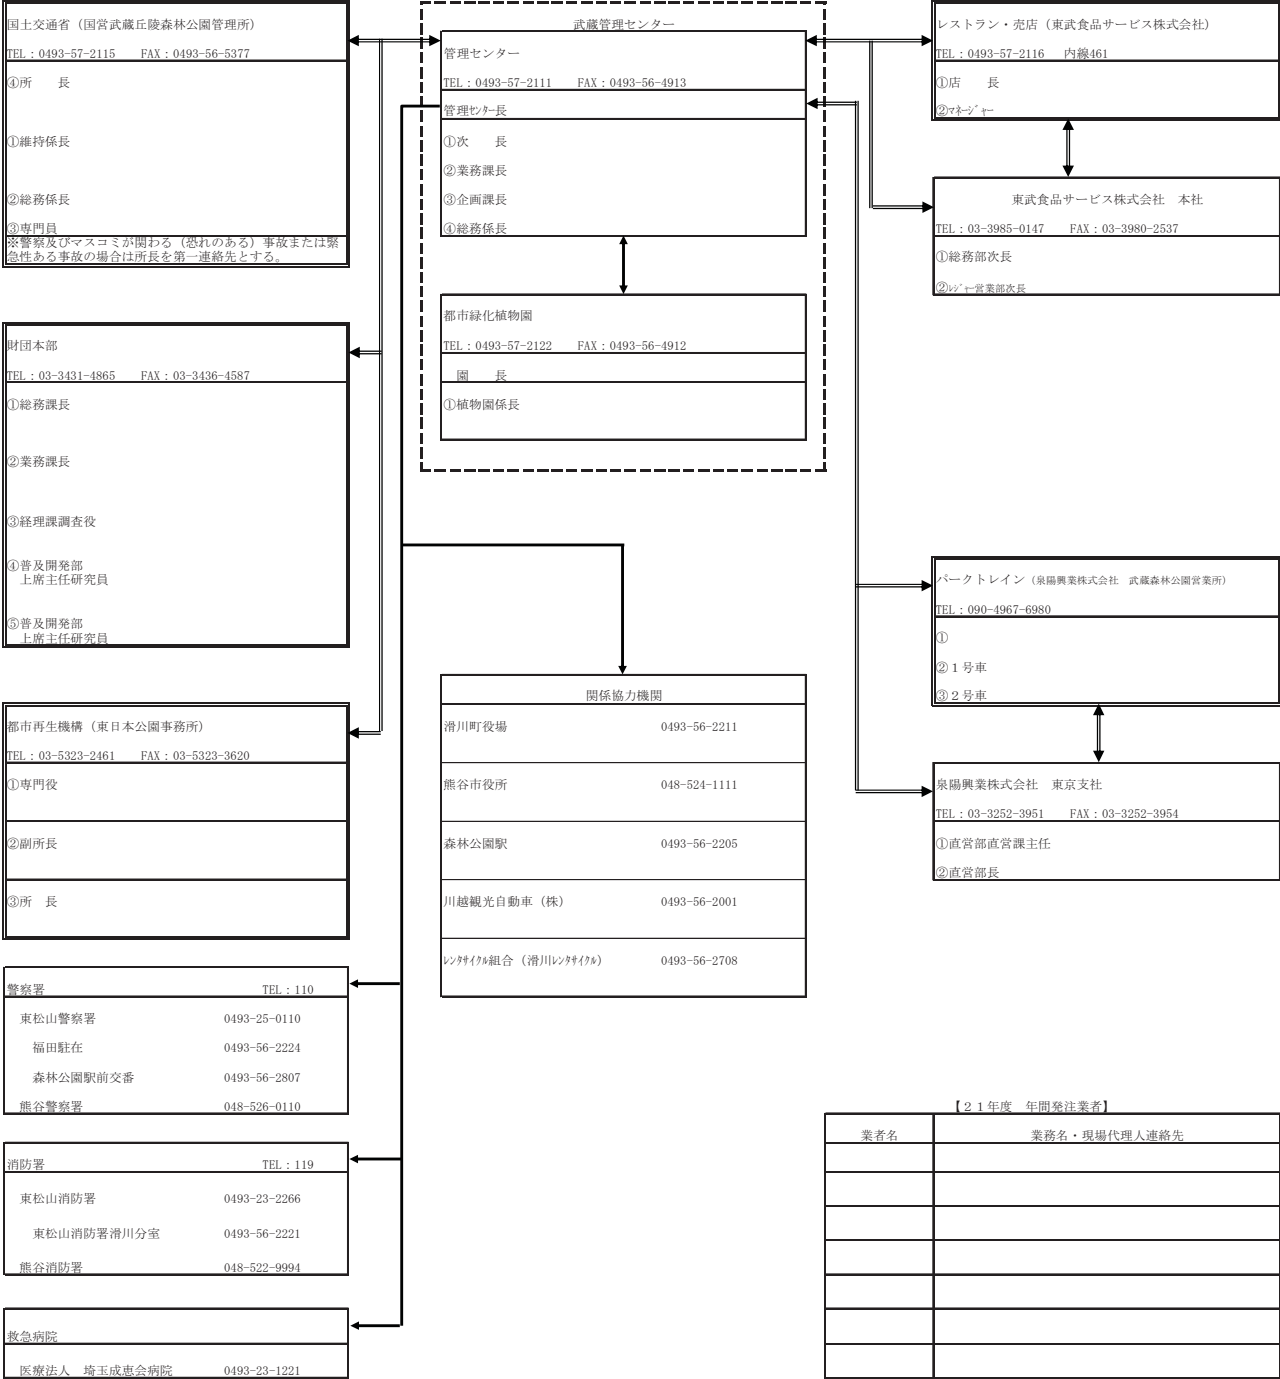 国土交通省（国営武蔵丘陵森林公園管理所）
TEL：0493-57-2115　FAX：0493-56-5377
④所　　長
①維持係長
②総務係長
③専門員
※警察及びマスコミが関わる（恐れのある）事故または緊
急性ある事故の場合は所長を第一連絡先とする。
財団本部
TEL：03-3431-4865　FAX：03-3436-4587
①総務課長
②業務課長
③経理課調査役
④普及開発部
上席主任研究員
⑤普及開発部
上席主任研究員
都市再生機構（東日本公園事務所）
TEL：03-5323-2461　FAX：03-5323-3620
①専門役
②副所長
③所　長
警察署　TEL：110
東松山警察署　0493-25-0110
福田駐在　0493-56-2224
森林公園駅前交番　0493-56-2807
熊谷警察署　048-526-0110
消防署　TEL：119
東松山消防署　0493-23-2266
東松山消防署滑川分室　0493-56-2221
熊谷消防署　048-522-9994
救急病院
医療法人　埼玉成恵会病院　0493-23-1221
武蔵管理センター
管理センター
TEL：0493-57-2111　FAX：0493-56-4913
管理ｾﾝﾀｰ長
①次　　長
②業務課長
③企画課長
④総務係長
都市緑化植物園
TEL：0493-57-2122　FAX：0493-56-4912
園　　長
①植物園係長
関係協力機関
滑川町役場　0493-56-2211
熊谷市役所　048-524-1111
森林公園駅　0493-56-2205
川越観光自動車（株）　0493-56-2001
ﾚﾝﾀｻｲｸﾙ組合（滑川ﾚﾝﾀｻｲｸﾙ）　0493-56-2708
レストラン・売店（東武食品サービス株式会社）
TEL：0493-57-2116　内線461
①店　　長
②ﾏﾈｰｼﾞｬｰ
東武食品サービス株式会社　本社
TEL：03-3985-0147　FAX：03-3980-2537
①総務部次長
②ﾚｼﾞｬｰ営業部次長
パークトレイン（泉陽興業株式会社　武蔵森林公園営業所）
TEL：090-4967-6980
①
②１号車
③２号車
泉陽興業株式会社　東京支社
TEL：03-3252-3951　FAX：03-3252-3954
①直営部直営課主任
②直営部長
【２１年度　年間発注業者】
業者名　業務名・現場代理人連絡先